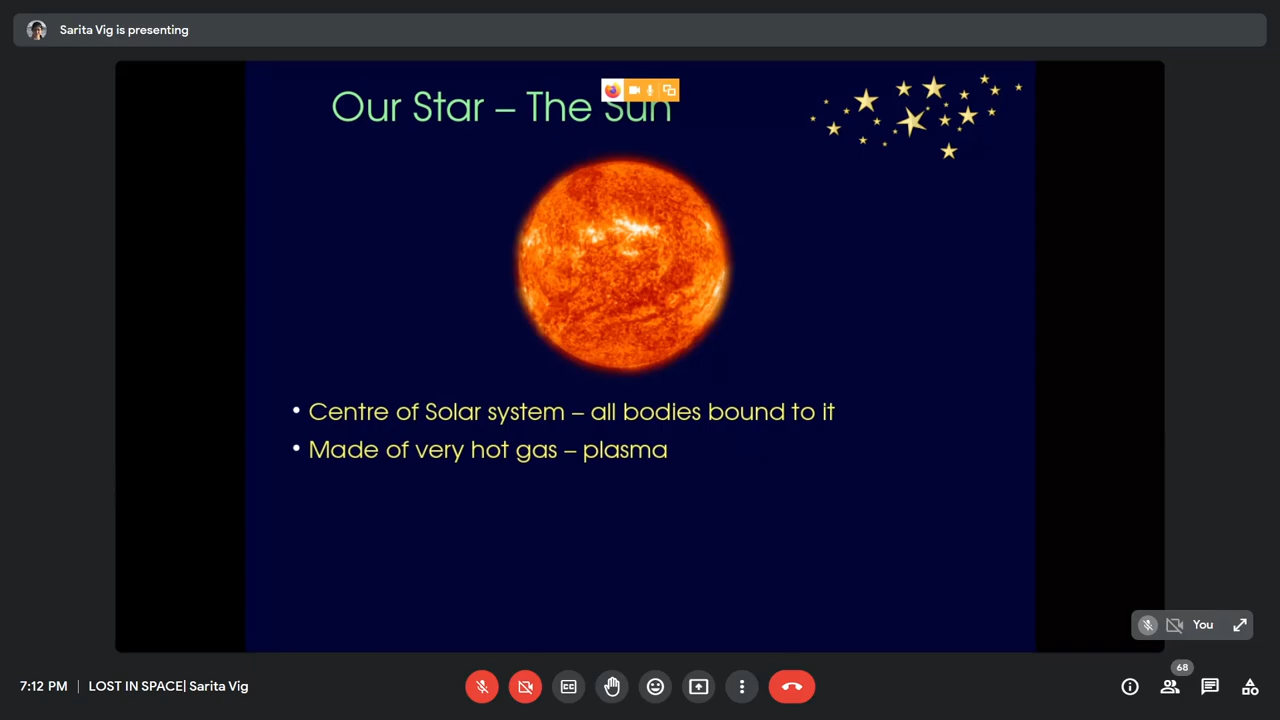 Sarita Vig is presenting
Our Star – The Sun
• Centre of Solar system – all bodies bound to it
• Made of very hot gas – plasma
You
68
7:12 PM | LOST IN SPACE| Sarita Vig